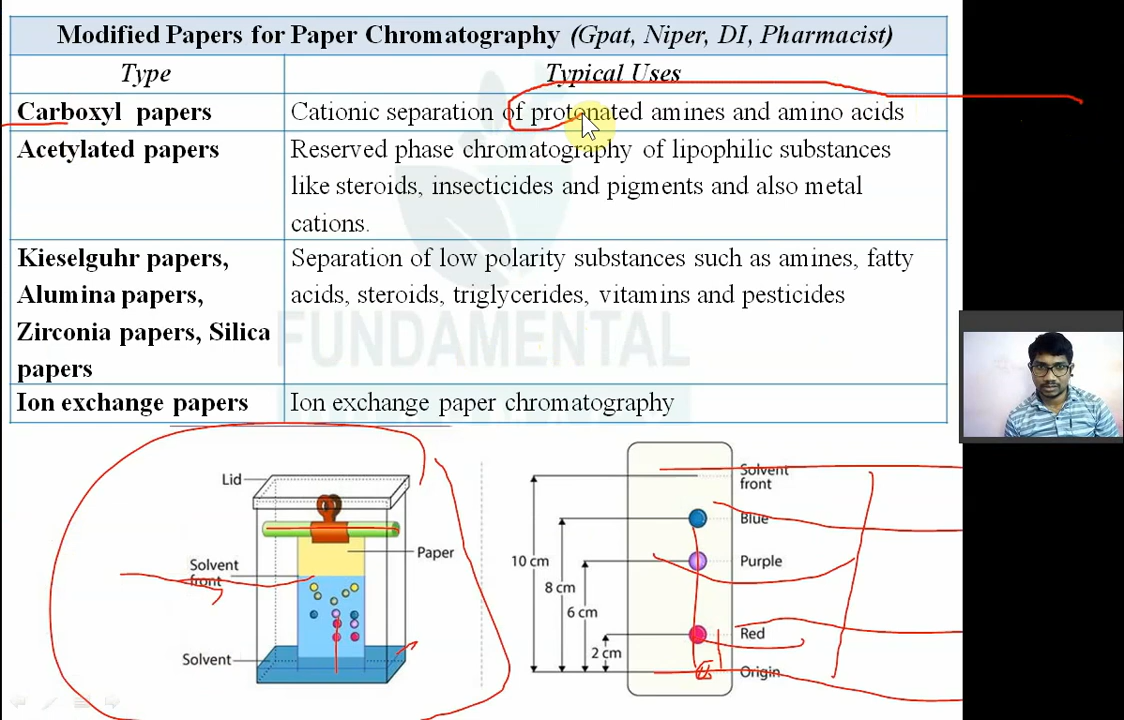 Modified Papers for Paper Chromatography (Gpat, Niper, DI, Pharmacist)
Type
Typical Uses
Carboxyl papers
Cationic separation of protonated amines and amino acids
Acetylated papers
Reserved phase chromatography of lipophilic substances
like steroids, insecticides and pigments and also metal
cations.
Kieselguhr papers,
Alumina papers,
Zirconia papers, Silica
papers
Separation of low polarity substances such as amines, fatty
acids, steroids, triglycerides, vitamins and pesticides
Ion exchange papers
Ion exchange paper chromatography
FUNDAMENTAL
Lid
Paper
Solvent
front
Solvent
Solvent
front
Blue
Purple
Red
Origin
10 cm
8 cm
6 cm
2 cm